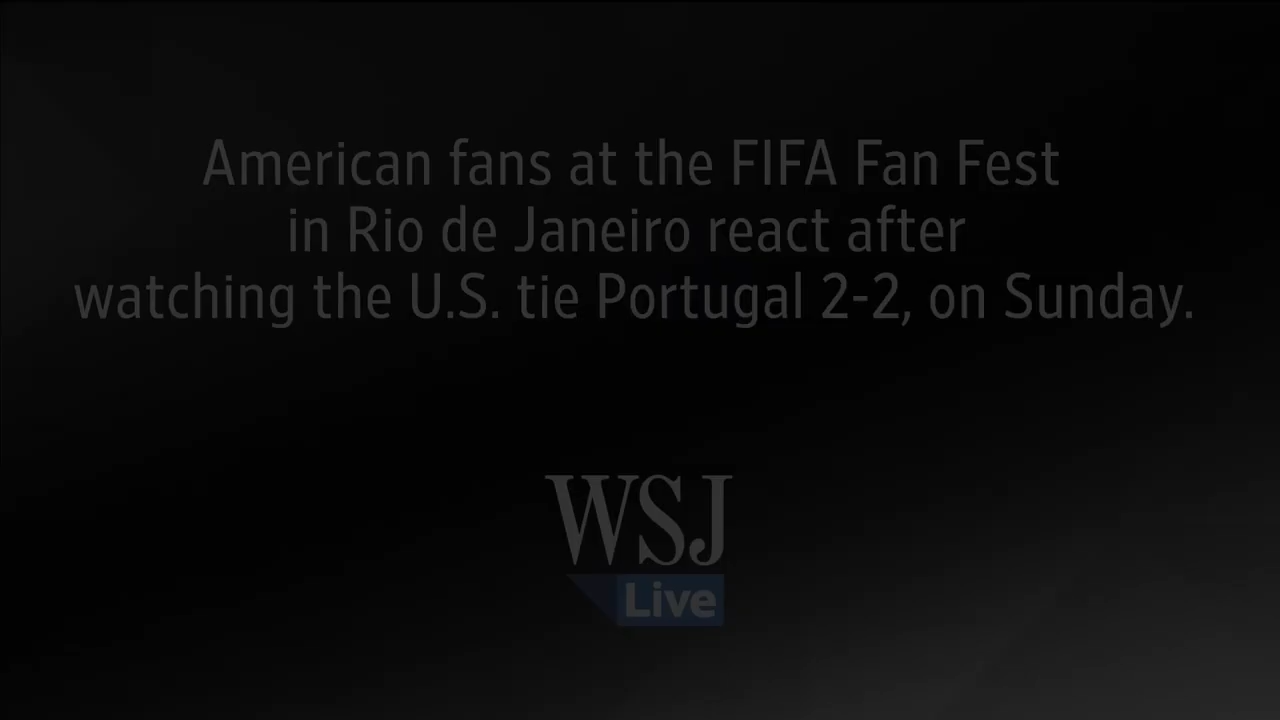 American fans at the FIFA Fan Fest
in Rio de Janeiro react after
watching the U.S. tie Portugal 2-2, on Sunday.
WSJ
Live